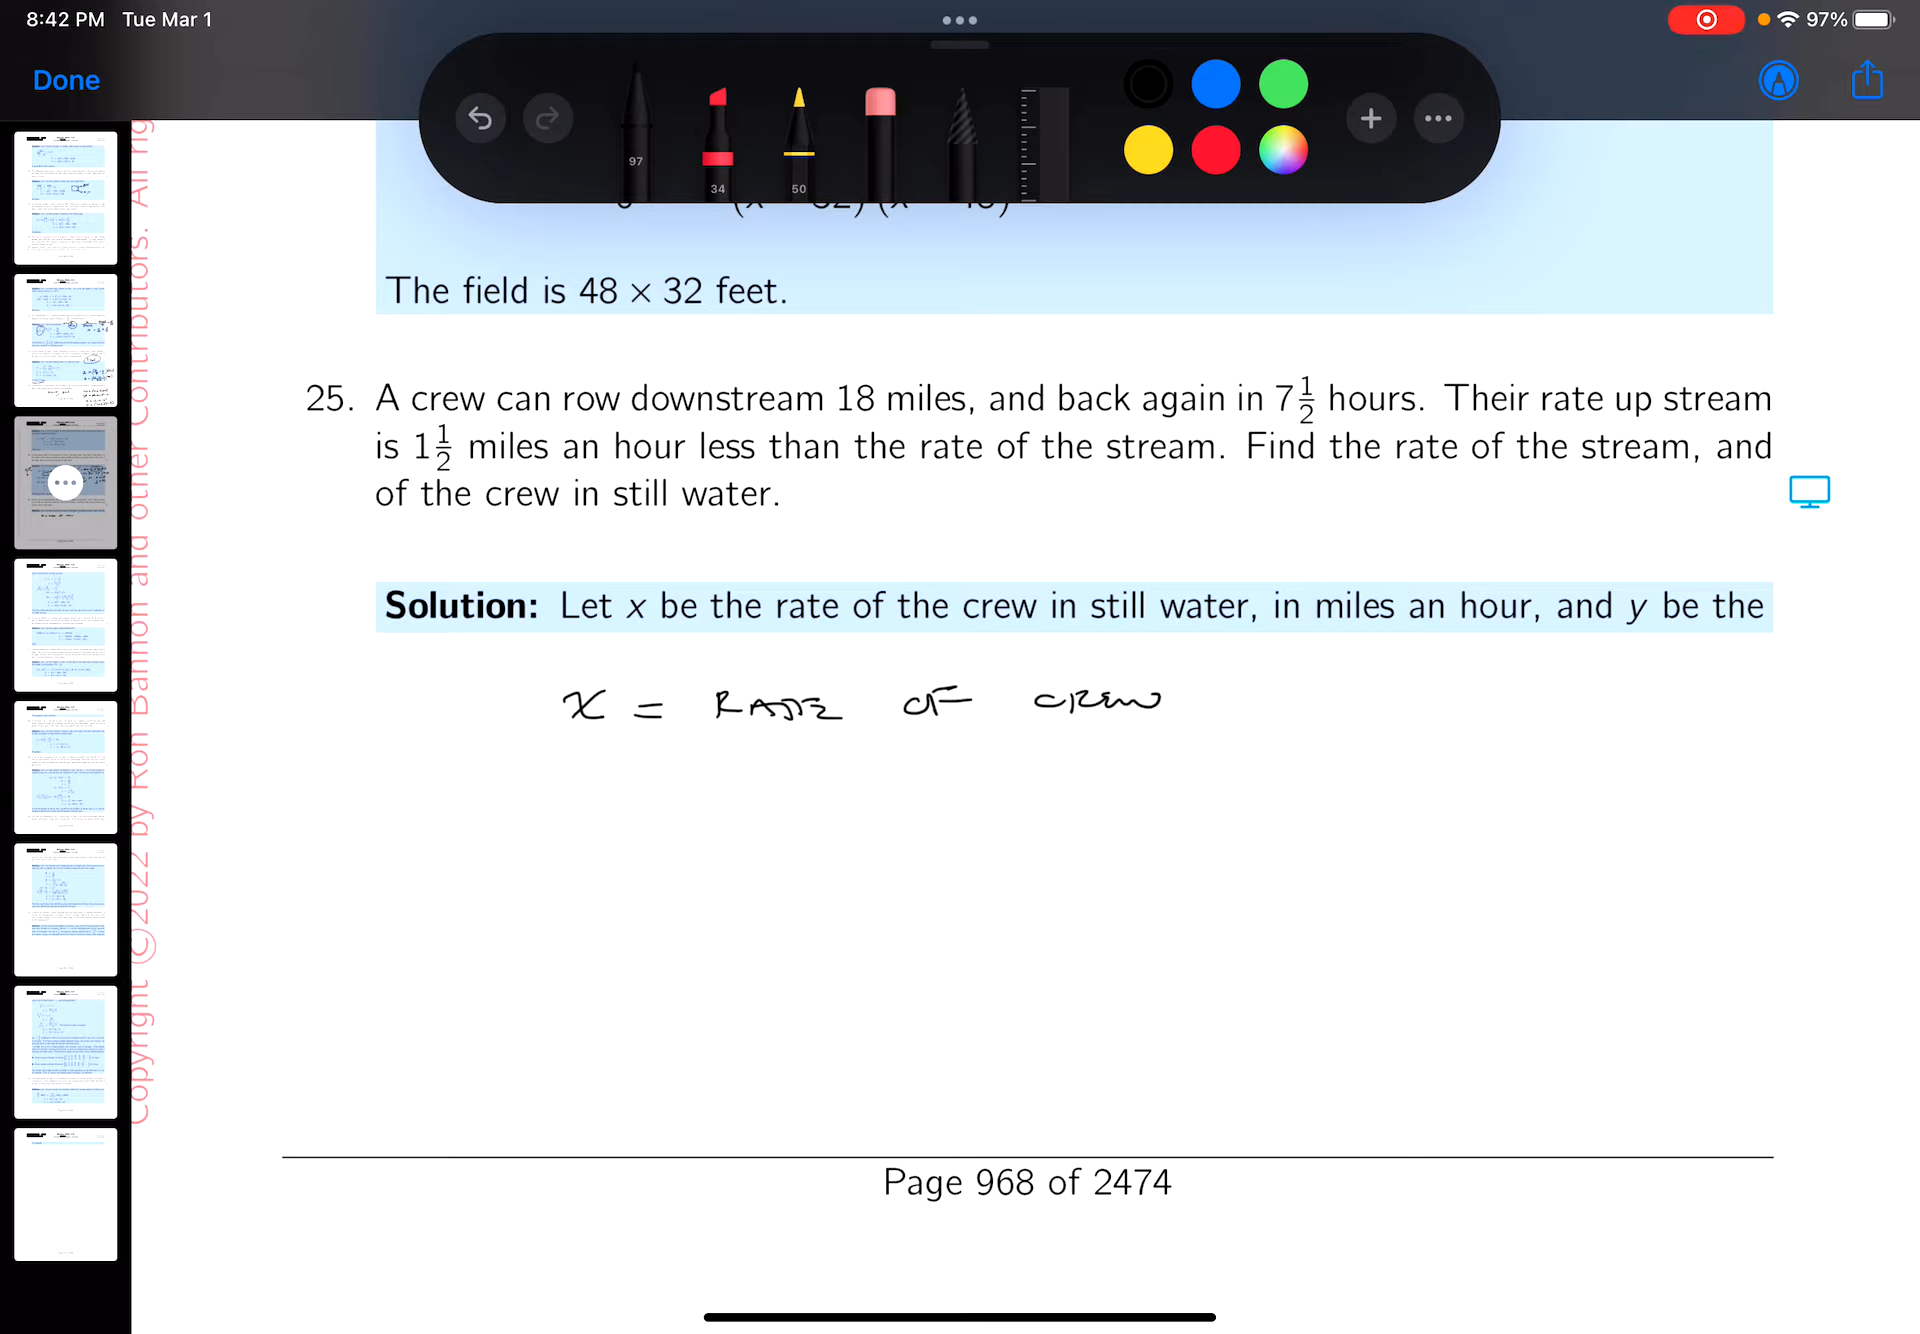 8:42 PM Tue Mar 1
97%
Done
97
34
50
The field is 48 × 32 feet.
25. A crew can row downstream 18 miles, and back again in 7 1/2 hours. Their rate up stream
is 1 1/2 miles an hour less than the rate of the stream. Find the rate of the stream, and
of the crew in still water.
Solution: Let x be the rate of the crew in still water, in miles an hour, and y be the
x = RATE OF CREW
Page 968 of 2474
Copyright ©2022 by Ron Bannon and other contributors.